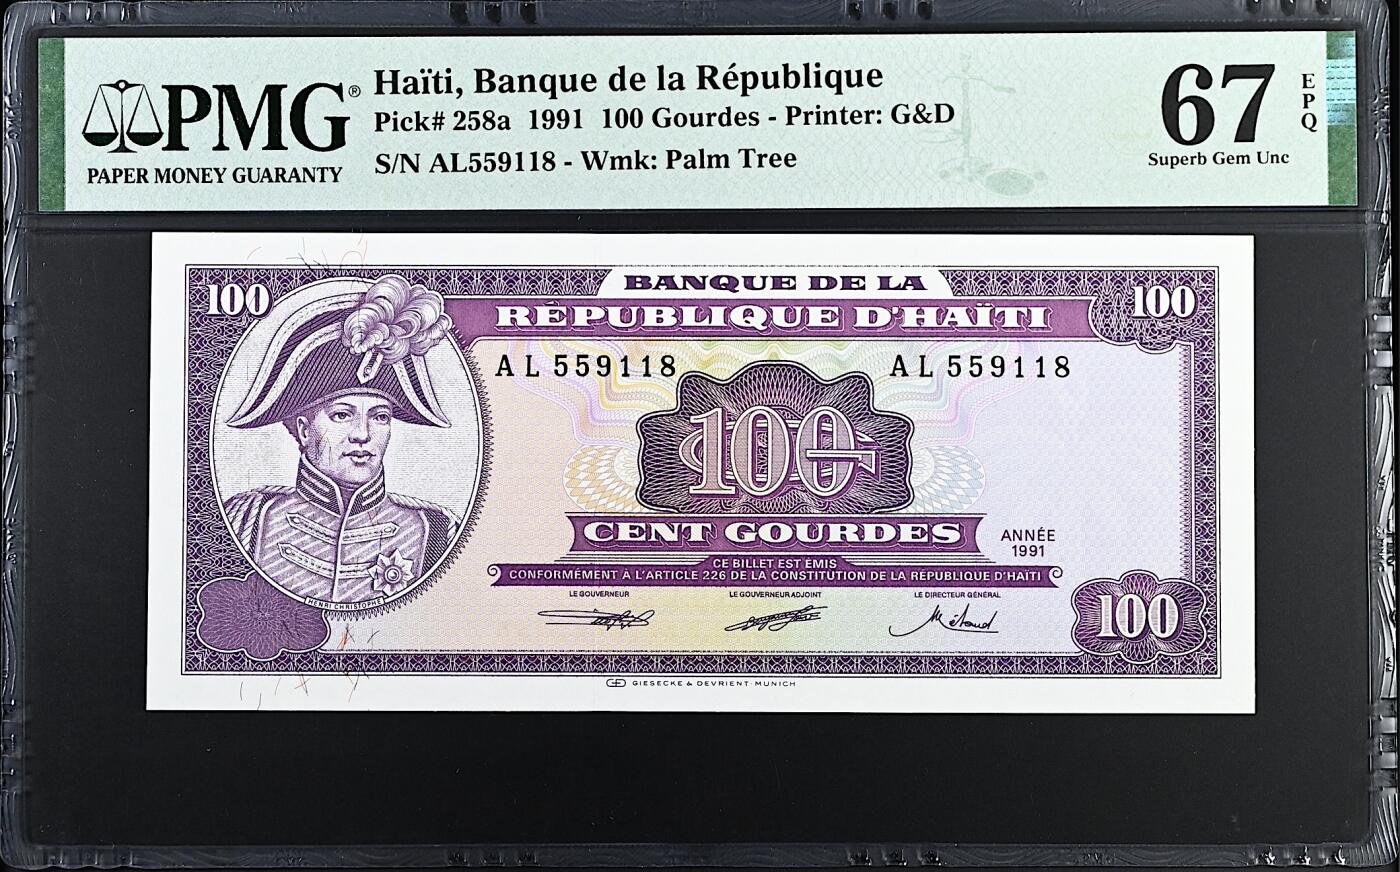 PMG®
PAPER MONEY GUARANTY
Haïti, Banque de la République
Pick# 258a 1991 100 Gourdes - Printer: G&D
S/N AL559118 - Wmk: Palm Tree
67
EPQ
Superb Gem Unc
100
BANQUE DE LA
RÉPUBLIQUE D'HAÏTI
100
AL 559118
AL 559118
100
CENT GOURDES
ANNÉE
1991
CE BILLET EST ÉMIS
CONFORMÉMENT À L'ARTICLE 226 DE LA CONSTITUTION DE LA RÉPUBLIQUE D'HAÏTI
LE GOUVERNEUR
LE GOUVERNEUR ADJOINT
LE DIRECTEUR GÉNÉRAL
HENRI CHRISTOPHE
100
GIESECKE & DEVRIENT · MUNICH